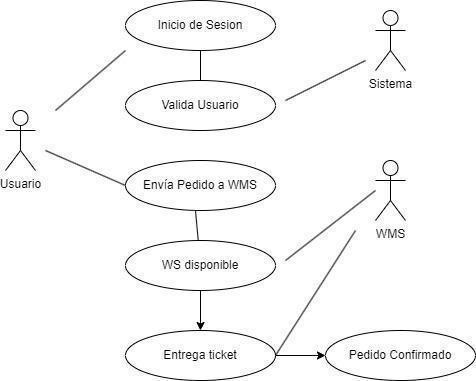 Inicio de Sesion
Valida Usuario
Sistema
Usuario
Envía Pedido a WMS
WMS
WS disponible
Entrega ticket
Pedido Confirmado